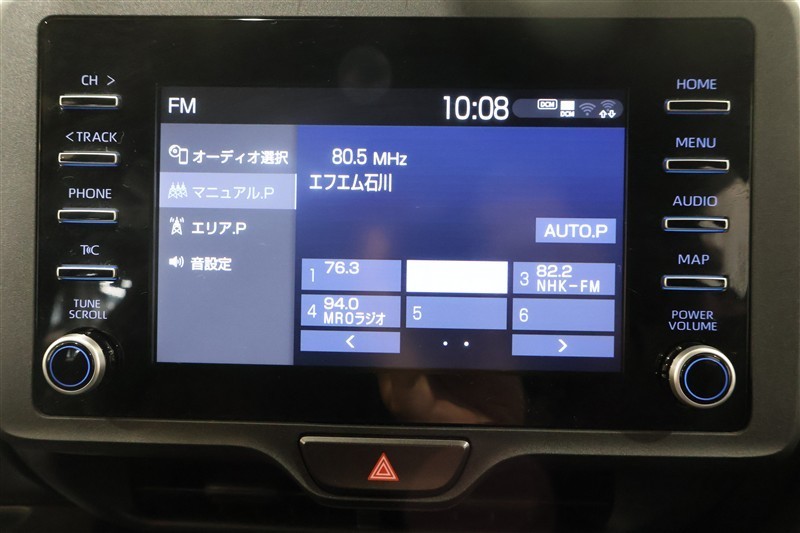 CH >
< TRACK
PHONE
T C
TUNE
SCROLL
FM
10:08
DCM
DCM
オーディオ選択
マニュアル.P
エリア.P
音設定
80.5 MHz
エフエム石川
AUTO.P
1 76.3
3 82.2
NHK-FM
4 94.0
MROラジオ
5
6
<
>
HOME
MENU
AUDIO
MAP
POWER
VOLUME